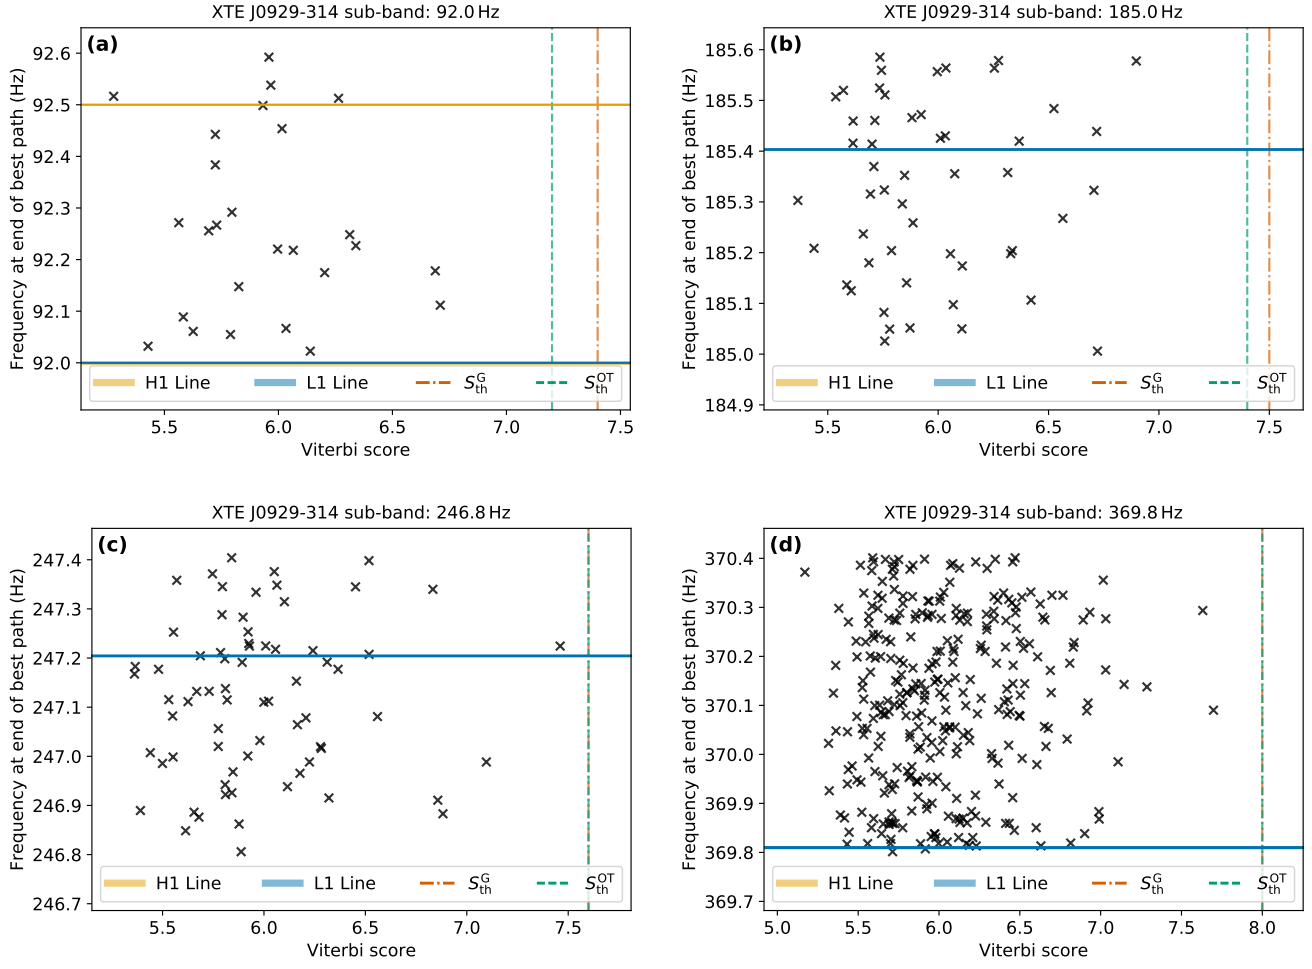 XTE J0929-314 sub-band: 92.0 Hz
(a)
Frequency at end of best path (Hz)
92.6
92.5
92.4
92.3
92.2
92.1
92.0
H1 Line L1 Line S_th^G S_th^OT
5.5 6.0 6.5 7.0 7.5
Viterbi score
XTE J0929-314 sub-band: 185.0 Hz
(b)
Frequency at end of best path (Hz)
185.6
185.5
185.4
185.3
185.2
185.1
185.0
184.9
H1 Line L1 Line S_th^G S_th^OT
5.5 6.0 6.5 7.0 7.5
Viterbi score
XTE J0929-314 sub-band: 246.8 Hz
(c)
Frequency at end of best path (Hz)
247.4
247.3
247.2
247.1
247.0
246.9
246.8
246.7
H1 Line L1 Line S_th^G S_th^OT
5.5 6.0 6.5 7.0 7.5
Viterbi score
XTE J0929-314 sub-band: 369.8 Hz
(d)
Frequency at end of best path (Hz)
370.4
370.3
370.2
370.1
370.0
369.9
369.8
369.7
H1 Line L1 Line S_th^G S_th^OT
5.0 5.5 6.0 6.5 7.0 7.5 8.0
Viterbi score